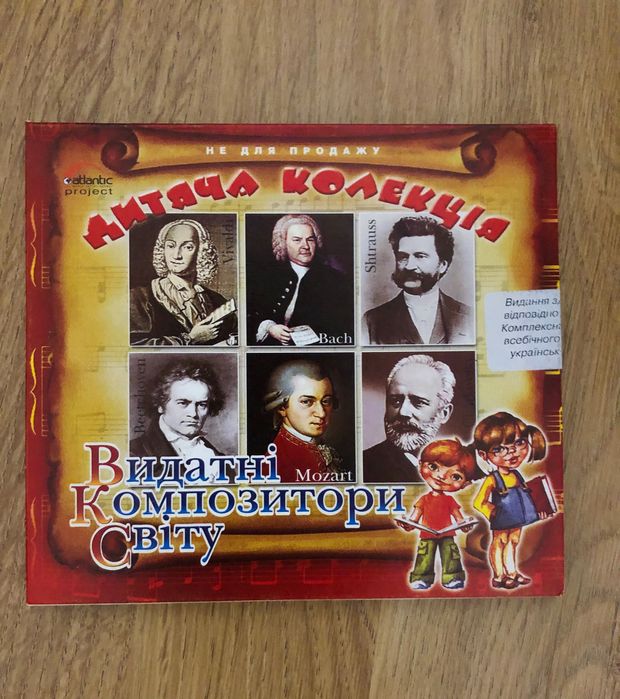 НЕ ДЛЯ ПРОДАЖУ
atlantic
project
ДИТЯЧА КОЛЕКЦІЯ
Vivaldi
Bach
Shtrauss
Видання з
відповідно
Комплексна
всебічного
українськ
Beethoven
Mozart
Видатні
Композитори
Світу